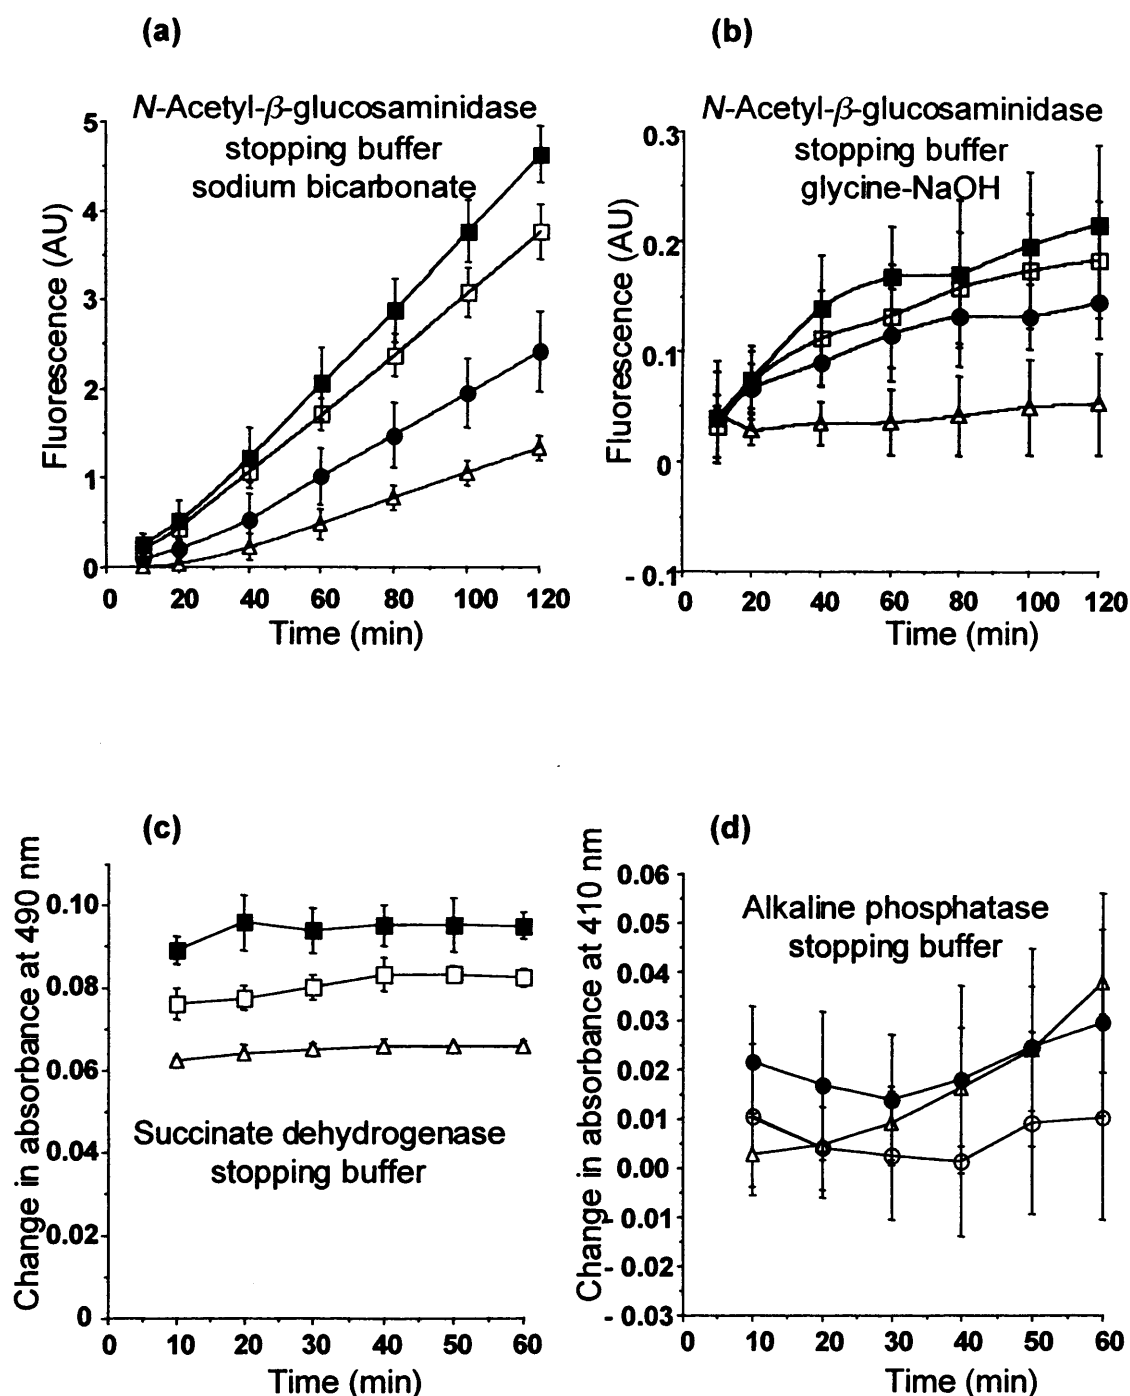 (a)
N-Acetyl-β-glucosaminidase
stopping buffer
sodium bicarbonate
Fluorescence (AU)
5
4
3
2
1
0
0 20 40 60 80 100 120
Time (min)
(b)
N-Acetyl-β-glucosaminidase
stopping buffer
glycine-NaOH
Fluorescence (AU)
0.3
0.2
0.1
0
- 0.1
0 20 40 60 80 100 120
Time (min)
(c)
Change in absorbance at 490 nm
0.10
0.08
0.06
0.04
0.02
0
Succinate dehydrogenase
stopping buffer
0 10 20 30 40 50 60
Time (min)
(d)
Change in absorbance at 410 nm
0.06
0.05
0.04
0.03
0.02
0.01
0.00
- 0.01
- 0.02
- 0.03
Alkaline phosphatase
stopping buffer
0 10 20 30 40 50 60
Time (min)